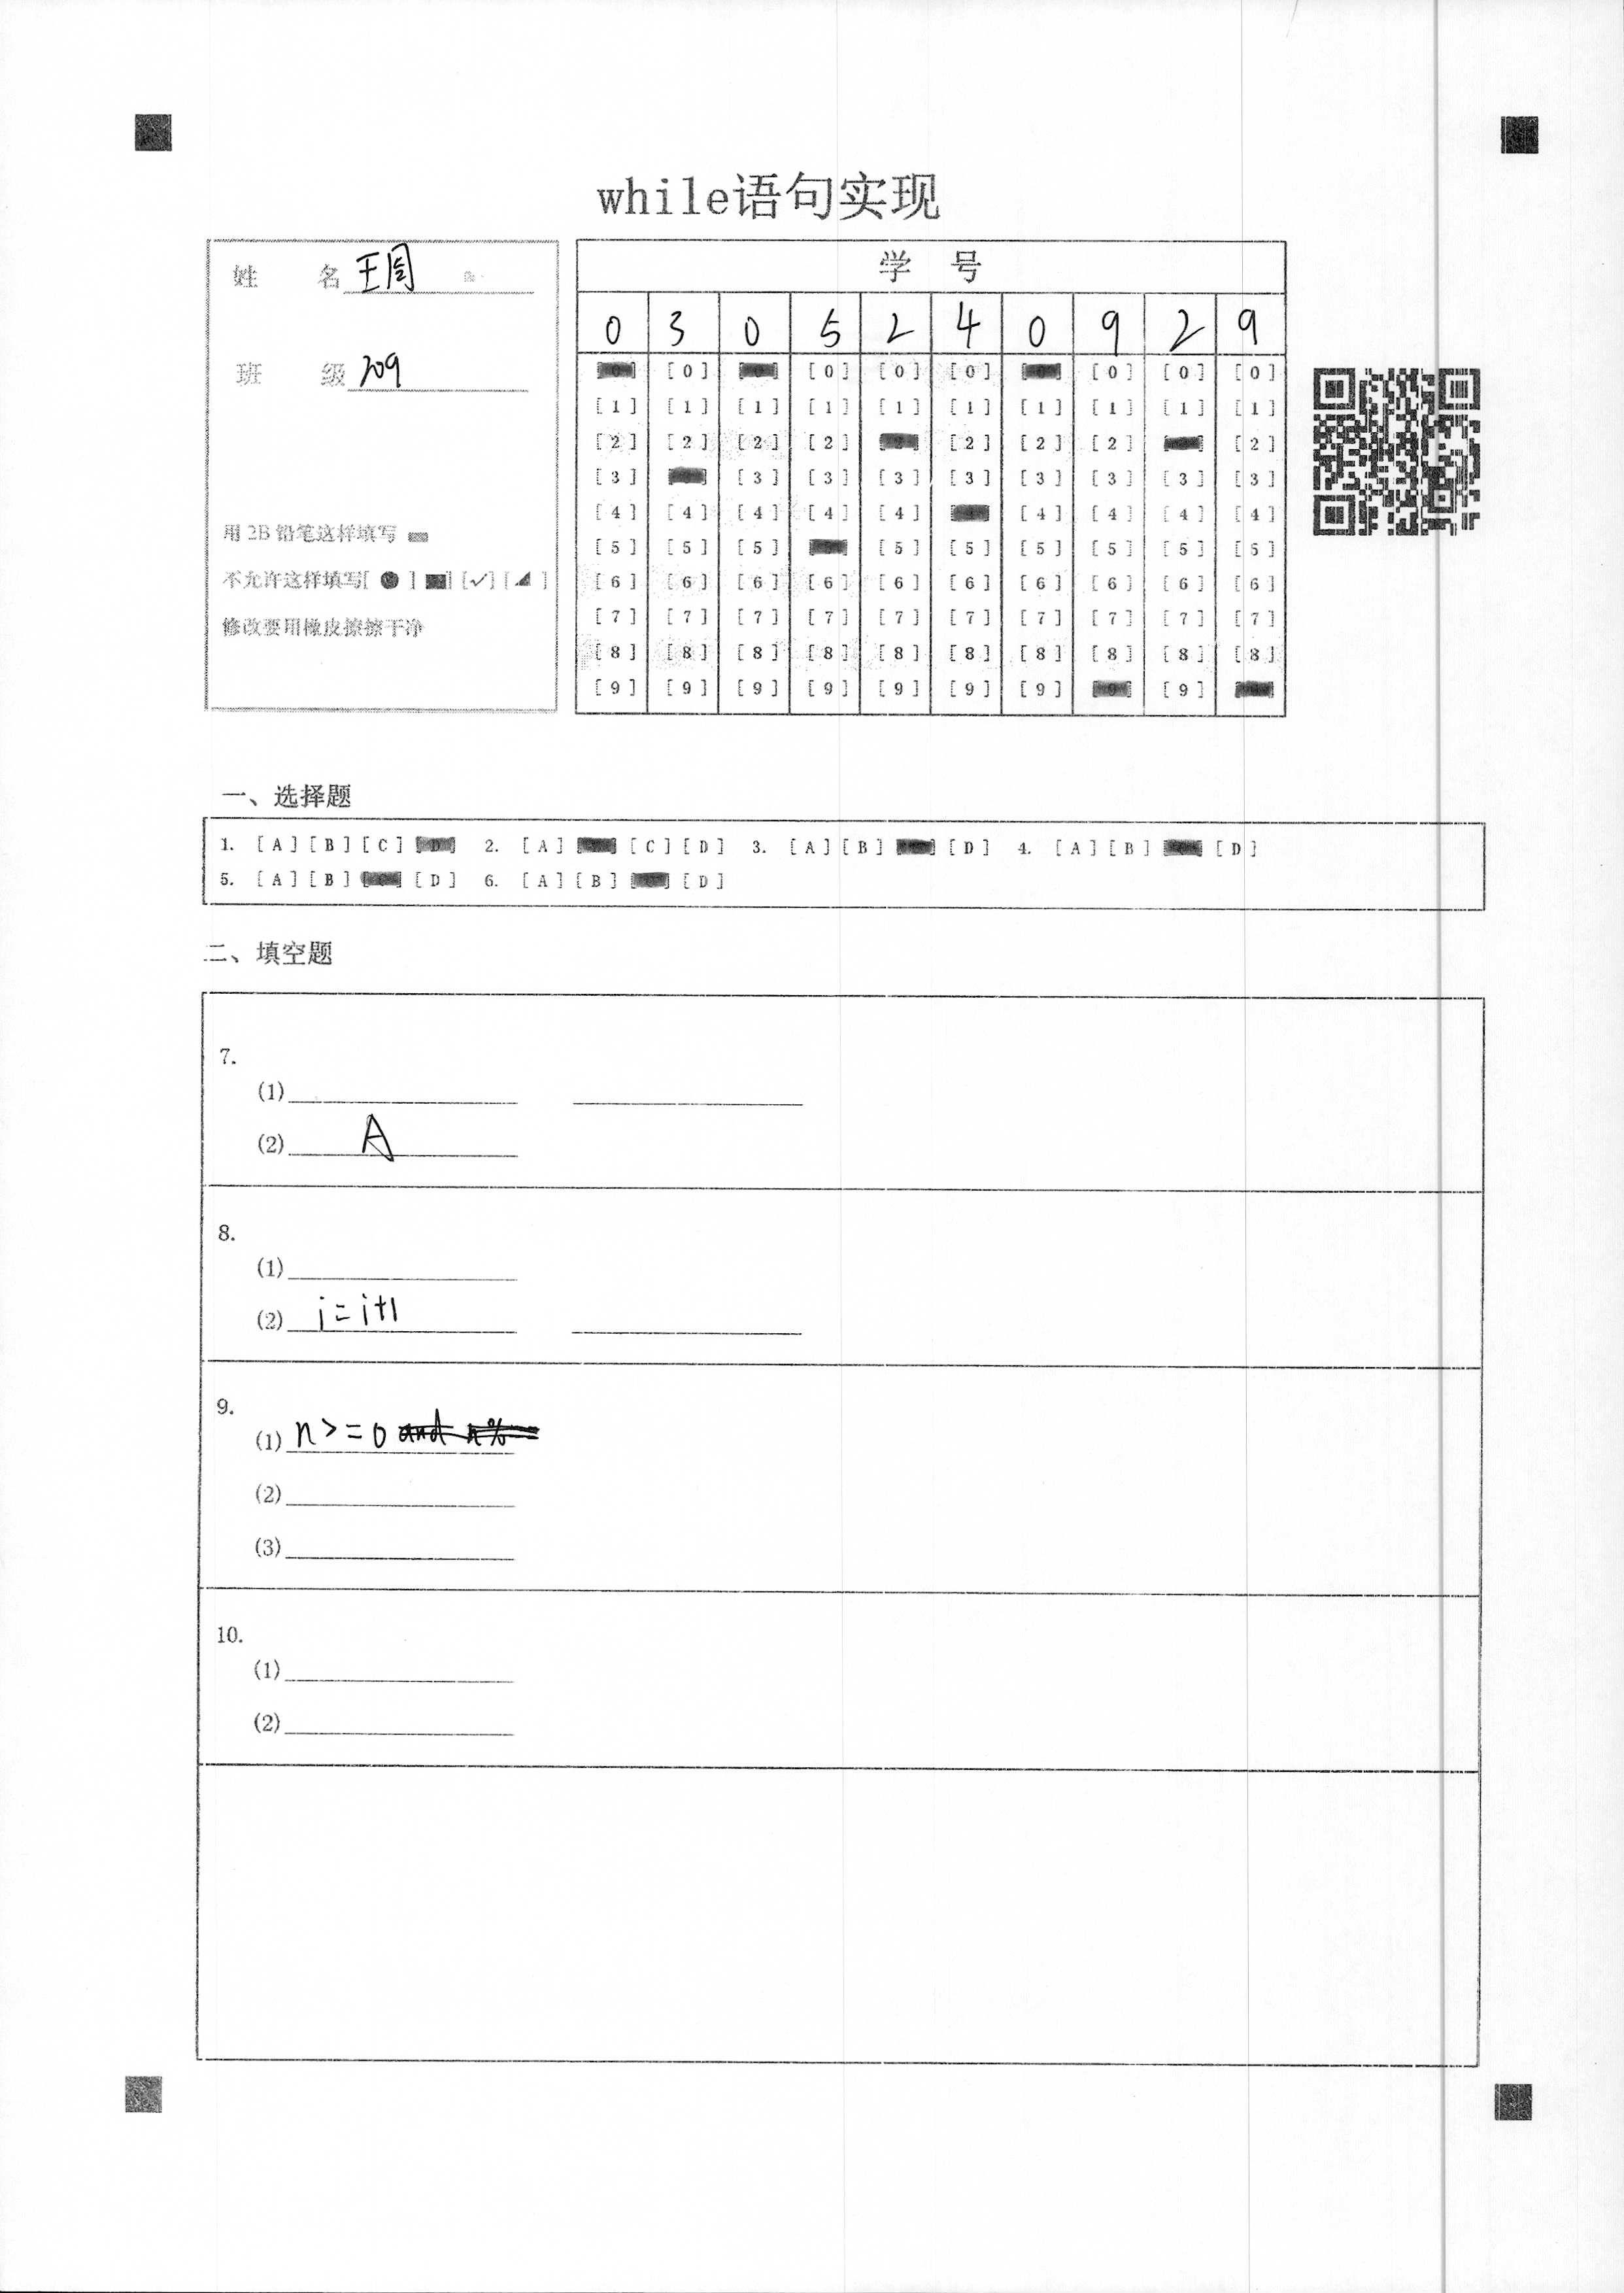 while语句实现
姓 名 王周
班 级 209
用 2B 铅笔这样填写
不允许这样填写[ ● ] [■] [✓] [◢ ]
修改要用橡皮擦擦干净
学 号
0 3 0 5 2 4 0 9 2 9
[0] [0] [0] [0] [0] [0] [0] [0] [0] [0]
[1] [1] [1] [1] [1] [1] [1] [1] [1] [1]
[2] [2] [2] [2] [2] [2] [2] [2] [2]
[3] [3] [3] [3] [3] [3] [3] [3] [3]
[4] [4] [4] [4] [4] [4] [4] [4] [4]
[5] [5] [5] [5] [5] [5] [5] [5] [5]
[6] [6] [6] [6] [6] [6] [6] [6] [6] [6]
[7] [7] [7] [7] [7] [7] [7] [7] [7] [7]
[8] [8] [8] [8] [8] [8] [8] [8] [8] [8]
[9] [9] [9] [9] [9] [9] [9] [9] [9]
一、选择题
1. [A] [B] [C] [D] 2. [A] [C] [D] 3. [A] [B] [D] 4. [A] [B] [D]
5. [A] [B] [C] [D] 6. [A] [B] [D]
二、填空题
7.
(1)
(2) A
8.
(1)
(2) i=i+1
9.
(1) n>=0 and n%
(2)
(3)
10.
(1)
(2)